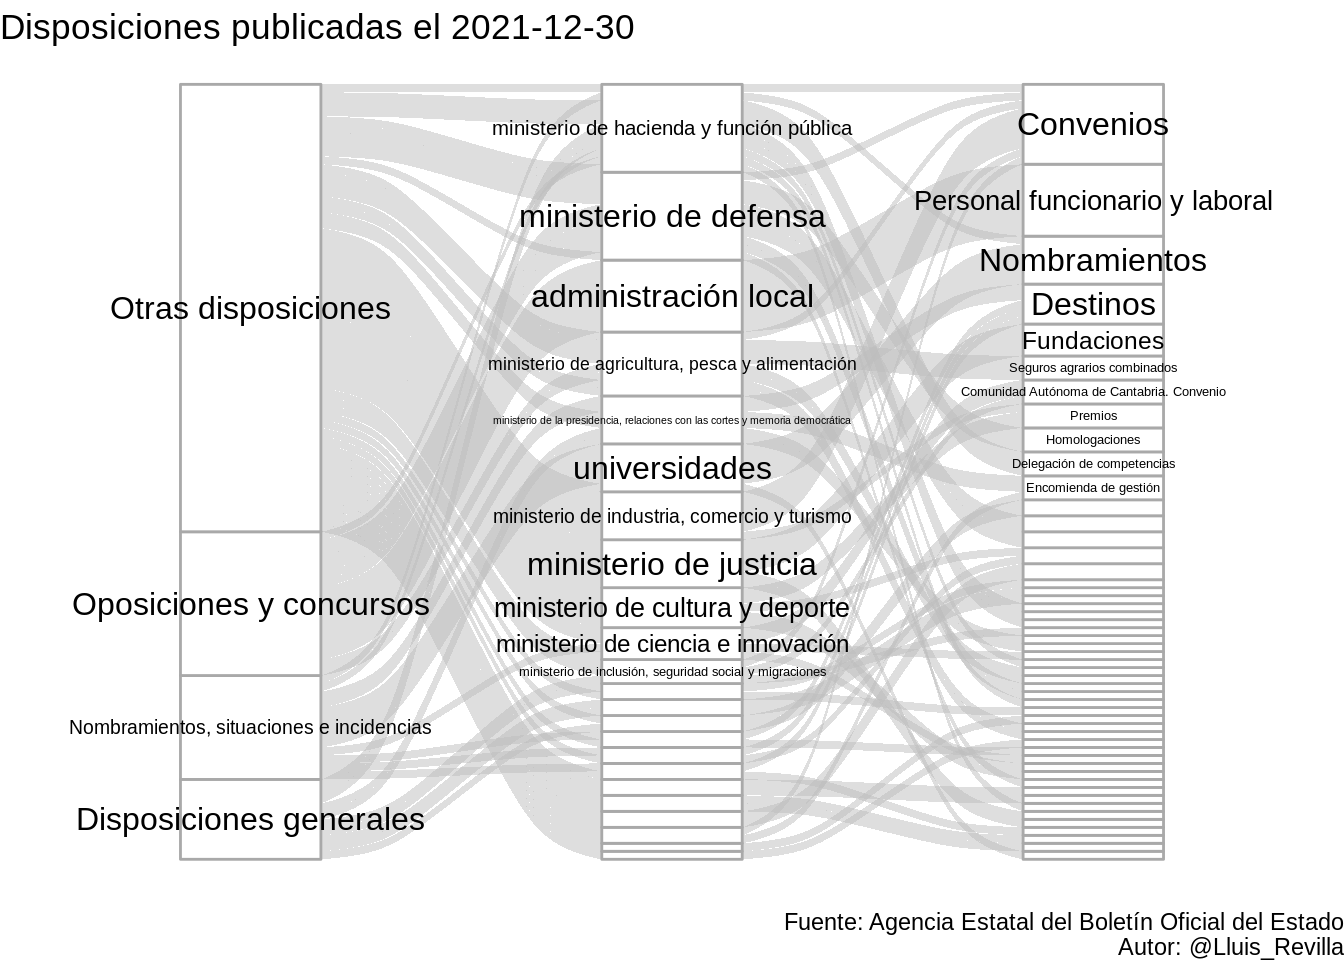 Disposiciones publicadas el 2021-12-30
Otras disposiciones
Oposiciones y concursos
Nombramientos, situaciones e incidencias
Disposiciones generales
ministerio de hacienda y función pública
ministerio de defensa
administración local
ministerio de agricultura, pesca y alimentación
ministerio de la presidencia, relaciones con las cortes y memoria democrática
universidades
ministerio de industria, comercio y turismo
ministerio de justicia
ministerio de cultura y deporte
ministerio de ciencia e innovación
ministerio de inclusión, seguridad social y migraciones
Convenios
Personal funcionario y laboral
Nombramientos
Destinos
Fundaciones
Seguros agrarios combinados
Comunidad Autónoma de Cantabria. Convenio
Premios
Homologaciones
Delegación de competencias
Encomienda de gestión
Fuente: Agencia Estatal del Boletín Oficial del Estado
Autor: @Lluis_Revilla